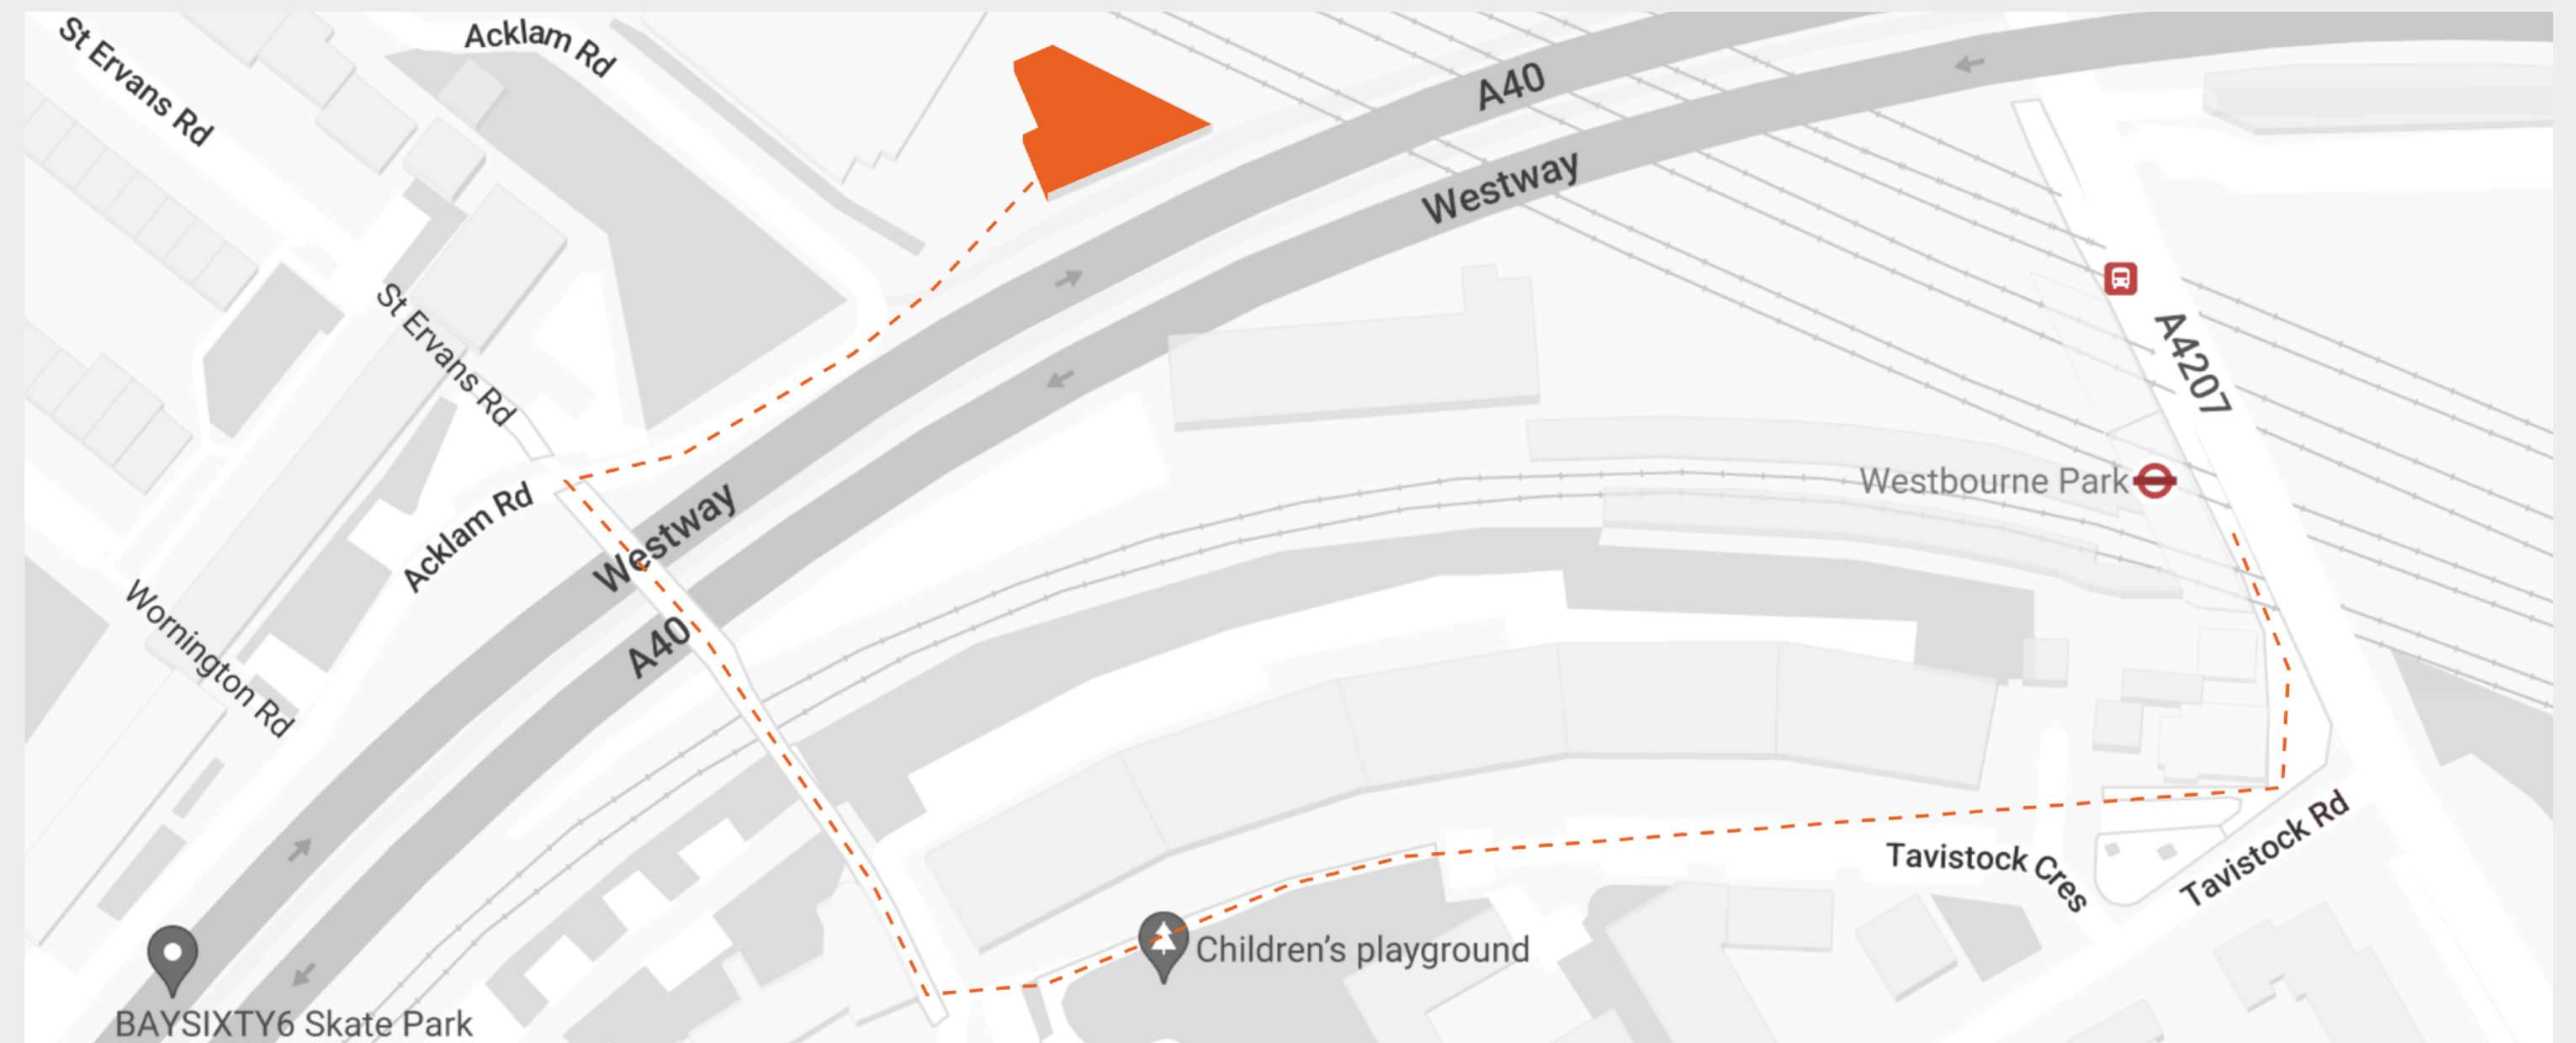 St Ervans Rd
Acklam Rd
A40
Westway
St Ervans Rd
A4207
Westbourne Park
Acklam Rd
Westway
A40
Wornington Rd
Tavistock Cres
Tavistock Rd
Children’s playground
BAYSIXTY6 Skate Park